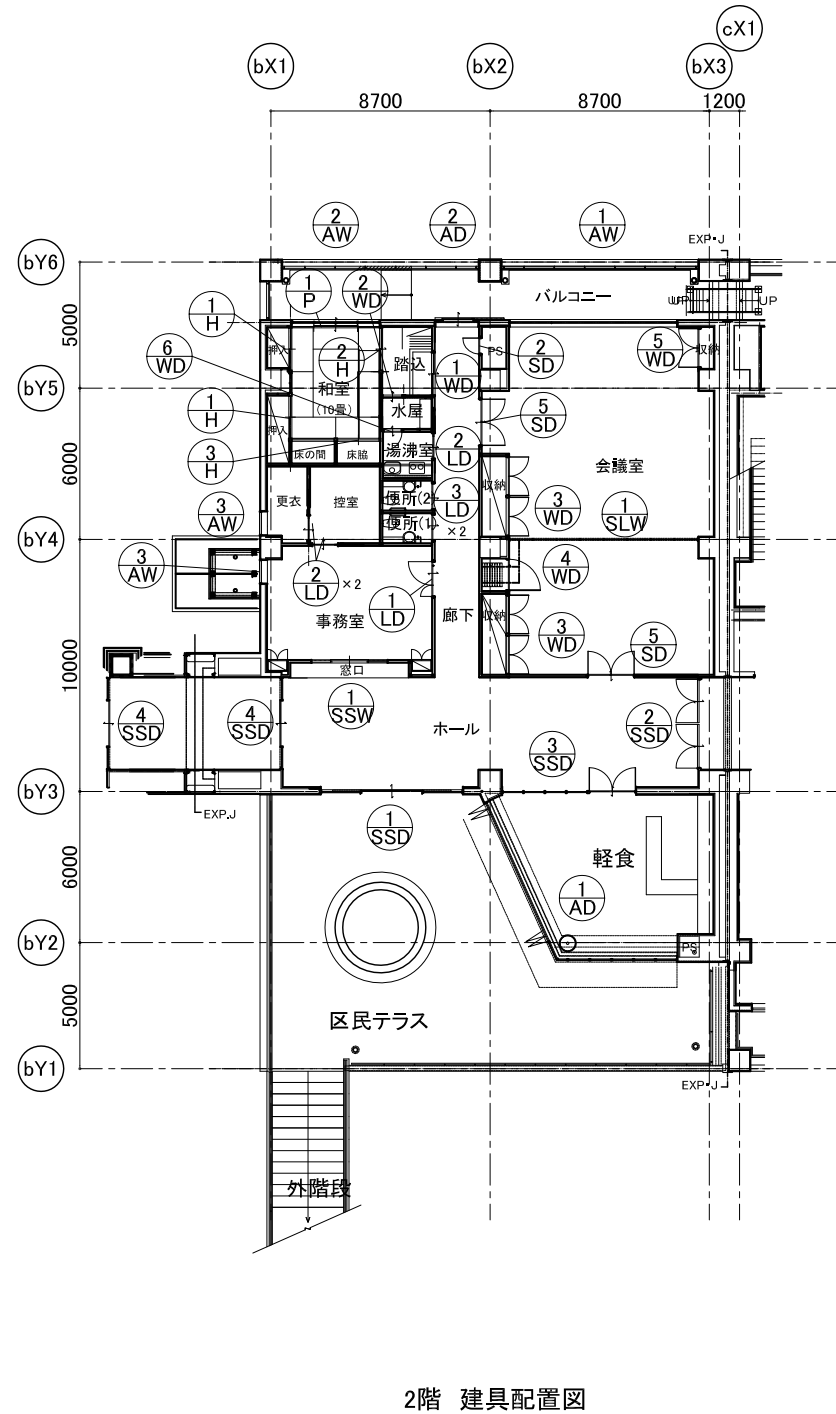 cX1
bX1
bX2
bX3
8700
8700
1200
2
AW
2
AD
1
AW
EXP・J
bY6
1
P
2
WD
バルコニー
UP
UP
1
H
5000
6
WD
押入
2
H
踏込
1
WD
PS
2
SD
5
WD
収納
bY5
和室
(10畳)
1
H
水屋
5
SD
押入
3
H
床の間
床脇
湯沸室
2
LD
会議室
6000
更衣
控室
便所(2)
3
LD
×2
収納
3
WD
1
SLW
3
AW
便所(1)
bY4
3
AW
2
LD
×2
4
WD
1
LD
事務室
廊下
収納
3
WD
5
SD
10000
窓口
1
SSW
4
SSD
4
SSD
ホール
2
SSD
3
SSD
bY3
EXP.J
1
SSD
軽食
6000
1
AD
bY2
PS
5000
区民テラス
bY1
EXP・J
外階段
2階 建具配置図